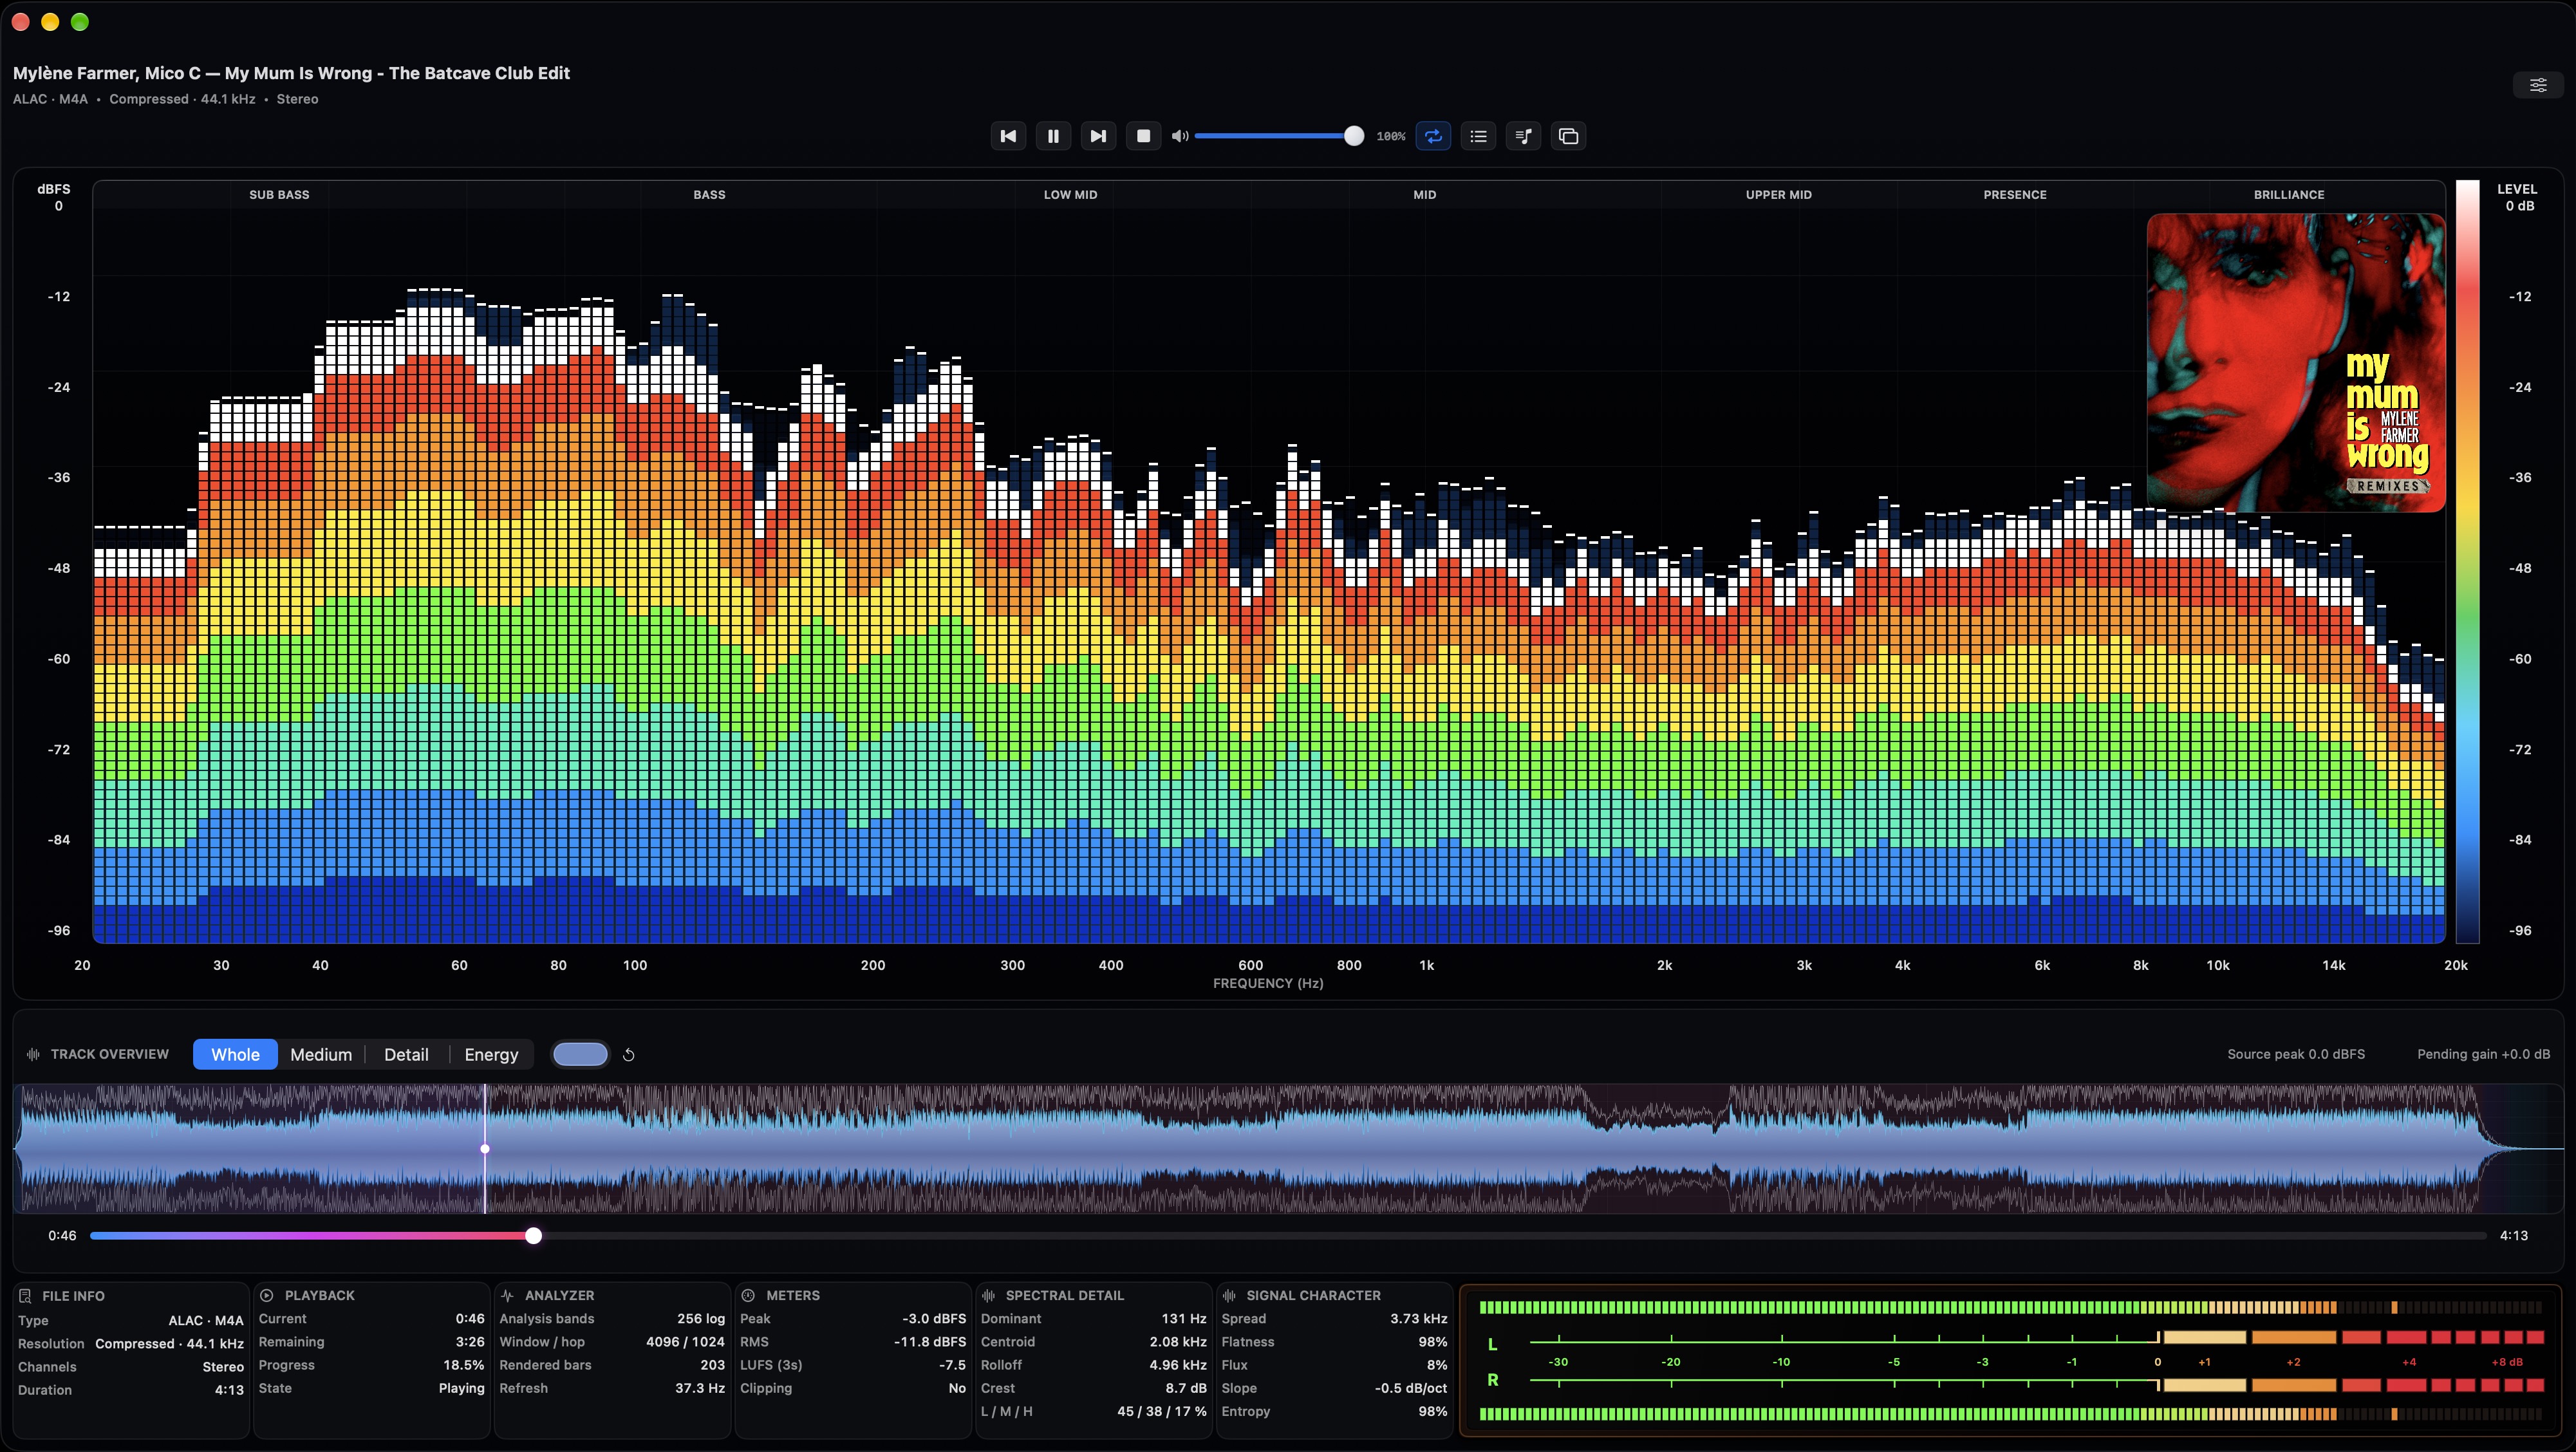 Mylène Farmer, Mico C — My Mum Is Wrong - The Batcave Club Edit
ALAC · M4A • Compressed · 44.1 kHz • Stereo
100%
dBFS
SUB BASS BASS LOW MID MID UPPER MID PRESENCE BRILLIANCE
LEVEL
0
0 dB
-12
-24
-36
-48
-60
-72
-84
-96
my
mum
is
MYLENE
FARMER
wrong
REMIXES
-12
-24
-36
-48
-60
-72
-84
-96
20 30 40 60 80 100 200 300 400 600 800 1k 2k 3k 4k 6k 8k 10k 14k 20k
FREQUENCY (Hz)
TRACK OVERVIEW Whole Medium Detail Energy Source peak 0.0 dBFS Pending gain +0.0 dB
0:46 4:13
FILE INFO
Type ALAC · M4A
Resolution Compressed · 44.1 kHz
Channels Stereo
Duration 4:13
PLAYBACK
Current 0:46
Remaining 3:26
Progress 18.5%
State Playing
ANALYZER
Analysis bands 256 log
Window / hop 4096 / 1024
Rendered bars 203
Refresh 37.3 Hz
METERS
Peak -3.0 dBFS
RMS -11.8 dBFS
LUFS (3s) -7.5
Clipping No
SPECTRAL DETAIL
Dominant 131 Hz
Centroid 2.08 kHz
Rolloff 4.96 kHz
Crest 8.7 dB
L / M / H 45 / 38 / 17 %
SIGNAL CHARACTER
Spread 3.73 kHz
Flatness 98%
Flux 8%
Slope -0.5 dB/oct
Entropy 98%
L
-30 -20 -10 -5 -3 -1 0 +1 +2 +4 +8 dB
R